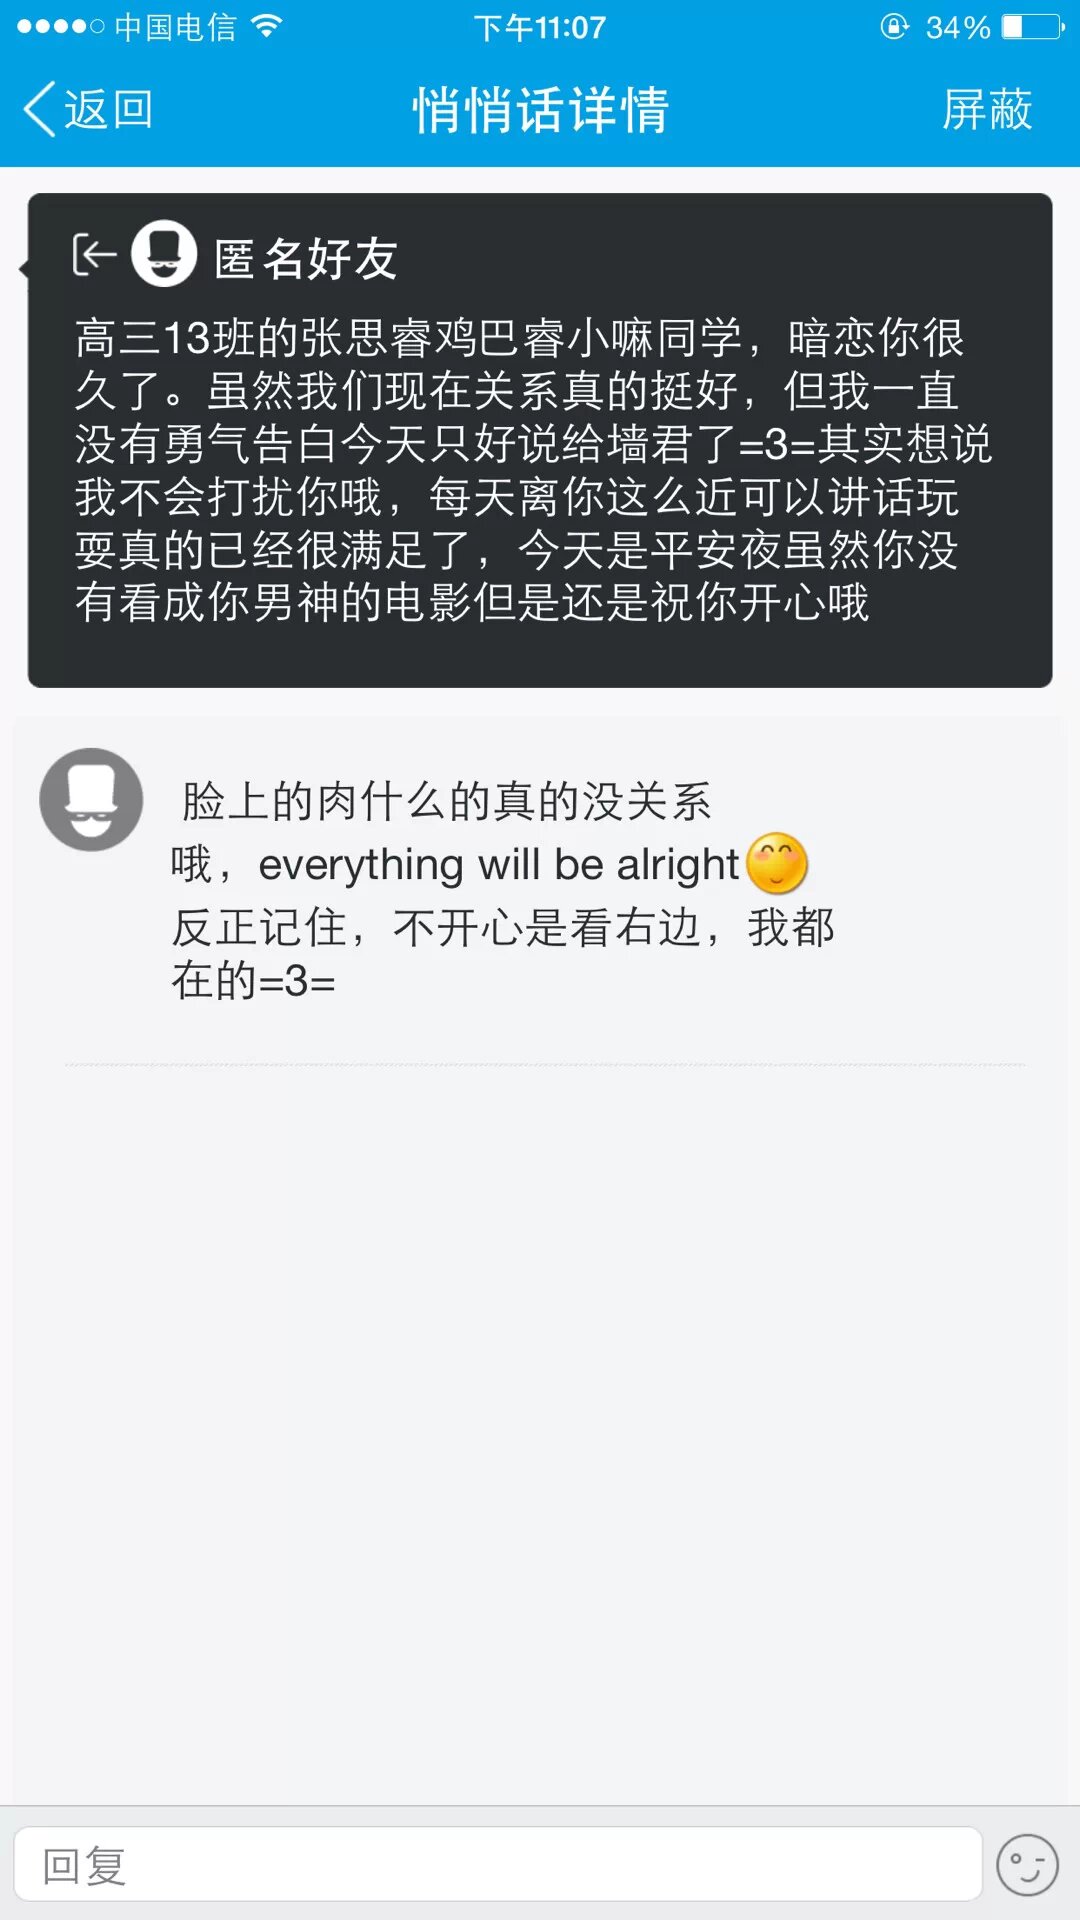 中国电信 下午11:07 34%
返回 悄悄话详情 屏蔽
匿名好友
高三13班的张思睿鸡巴睿小嘛同学，暗恋你很
久了。虽然我们现在关系真的挺好，但我一直
没有勇气告白今天只好说给墙君了=3=其实想说
我不会打扰你哦，每天离你这么近可以讲话玩
耍真的已经很满足了，今天是平安夜虽然你没
有看成你男神的电影但是还是祝你开心哦
脸上的肉什么的真的没关系
哦，everything will be alright
反正记住，不开心是看右边，我都
在的=3=
回复